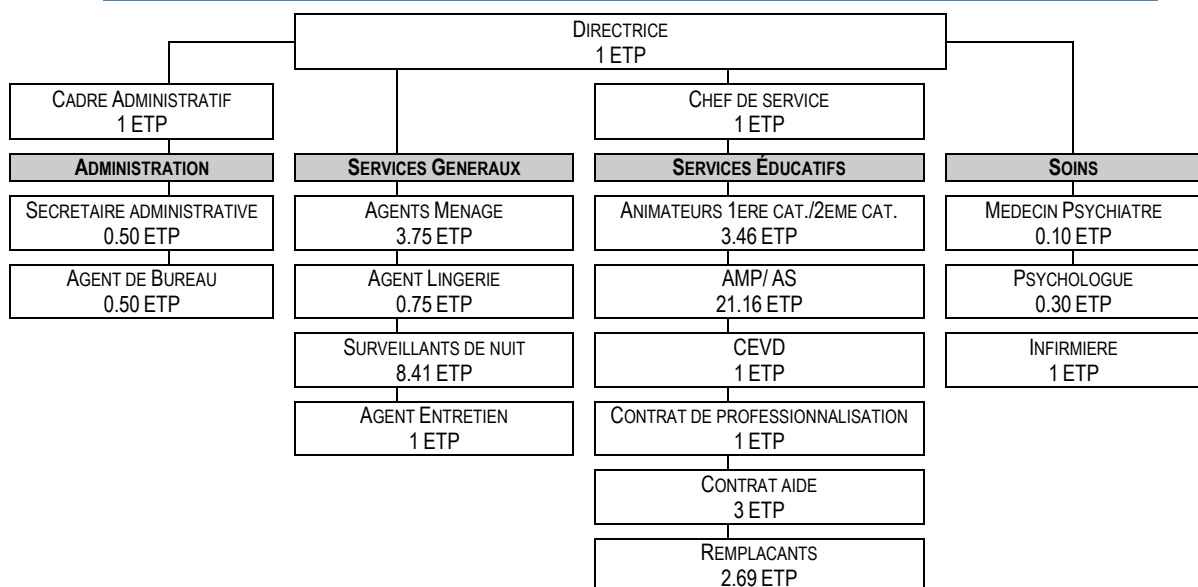 DIRECTRICE
1 ETP
CADRE ADMINISTRATIF
1 ETP
ADMINISTRATION
SECRETAIRE ADMINISTRATIVE
0.50 ETP
AGENT DE BUREAU
0.50 ETP
SERVICES GENERAUX
AGENTS MENAGE
3.75 ETP
AGENT LINGERIE
0.75 ETP
SURVEILLANTS DE NUIT
8.41 ETP
AGENT ENTRETIEN
1 ETP
CHEF DE SERVICE
1 ETP
SERVICES ÉDUCATIFS
ANIMATEURS 1ERE CAT./2EME CAT.
3.46 ETP
AMP/ AS
21.16 ETP
CEVD
1 ETP
CONTRAT DE PROFESSIONNALISATION
1 ETP
CONTRAT AIDE
3 ETP
REMPLACANTS
2.69 ETP
SOINS
MEDECIN PSYCHIATRE
0.10 ETP
PSYCHOLOGUE
0.30 ETP
INFIRMIERE
1 ETP